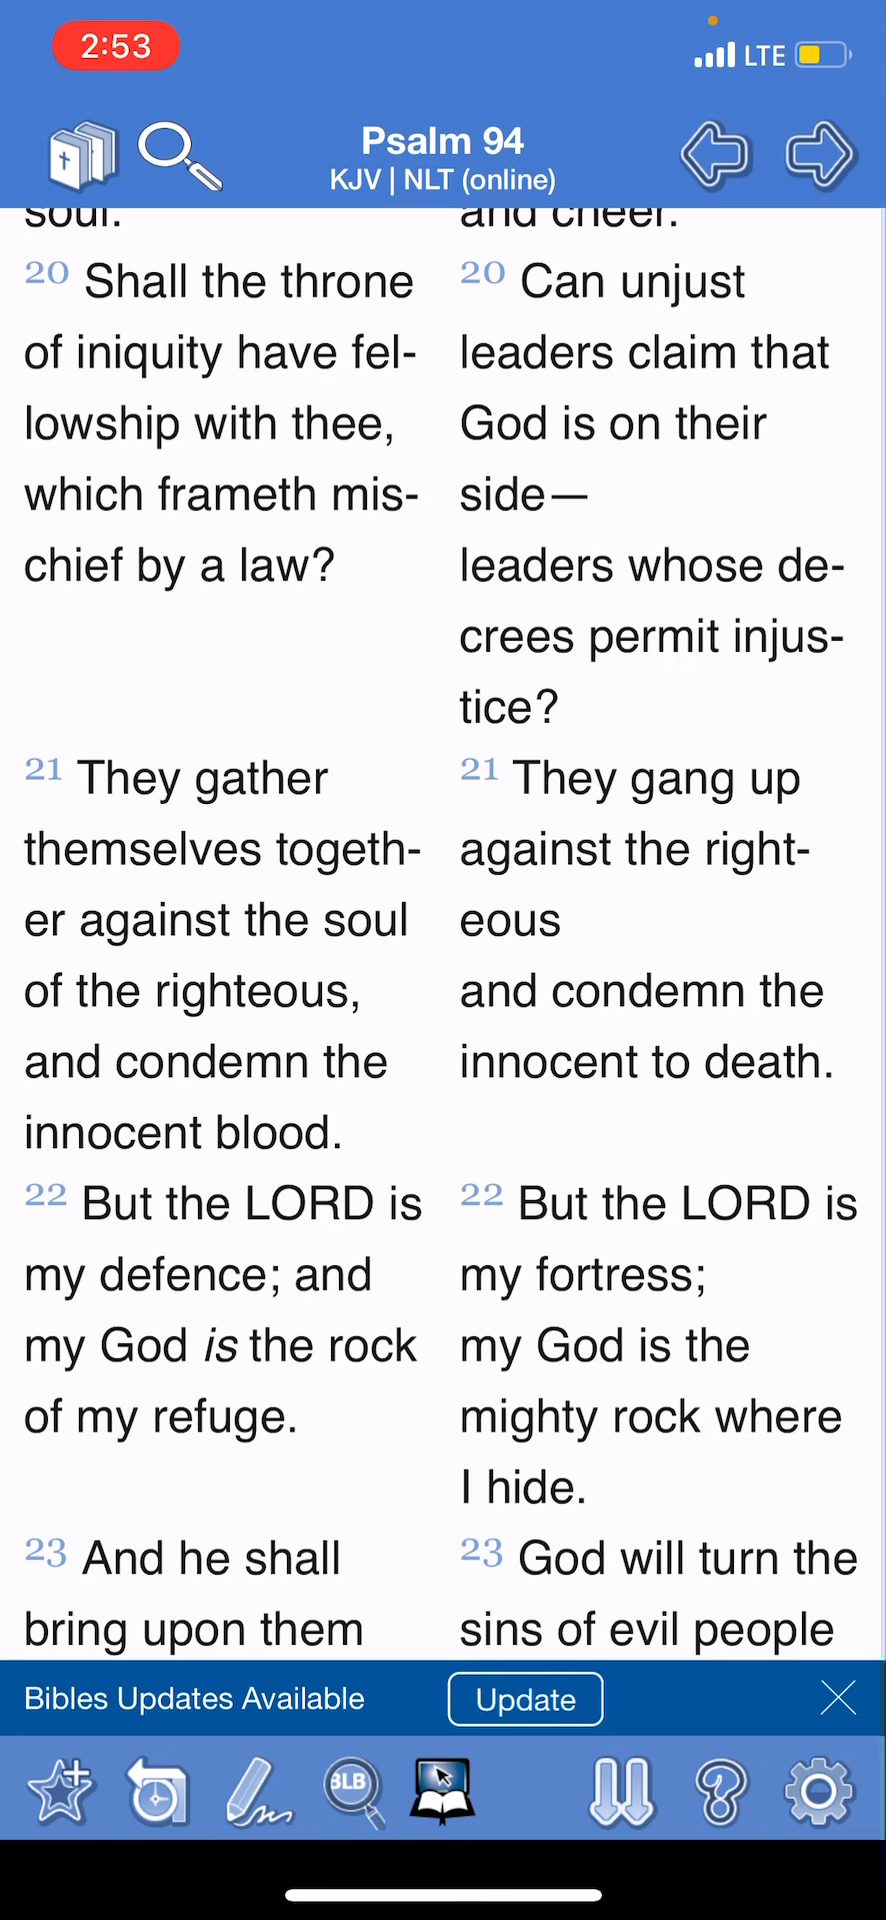 2:53
LTE
Psalm 94
KJV | NLT (online)
soul.
20 Shall the throne
of iniquity have fel-
lowship with thee,
which frameth mis-
chief by a law?
21 They gather
themselves togeth-
er against the soul
of the righteous,
and condemn the
innocent blood.
22 But the LORD is
my defence; and
my God is the rock
of my refuge.
23 And he shall
bring upon them
and cheer.
20 Can unjust
leaders claim that
God is on their
side—
leaders whose de-
crees permit injus-
tice?
21 They gang up
against the right-
eous
and condemn the
innocent to death.
22 But the LORD is
my fortress;
my God is the
mighty rock where
I hide.
23 God will turn the
sins of evil people
Bibles Updates Available
Update
BLB